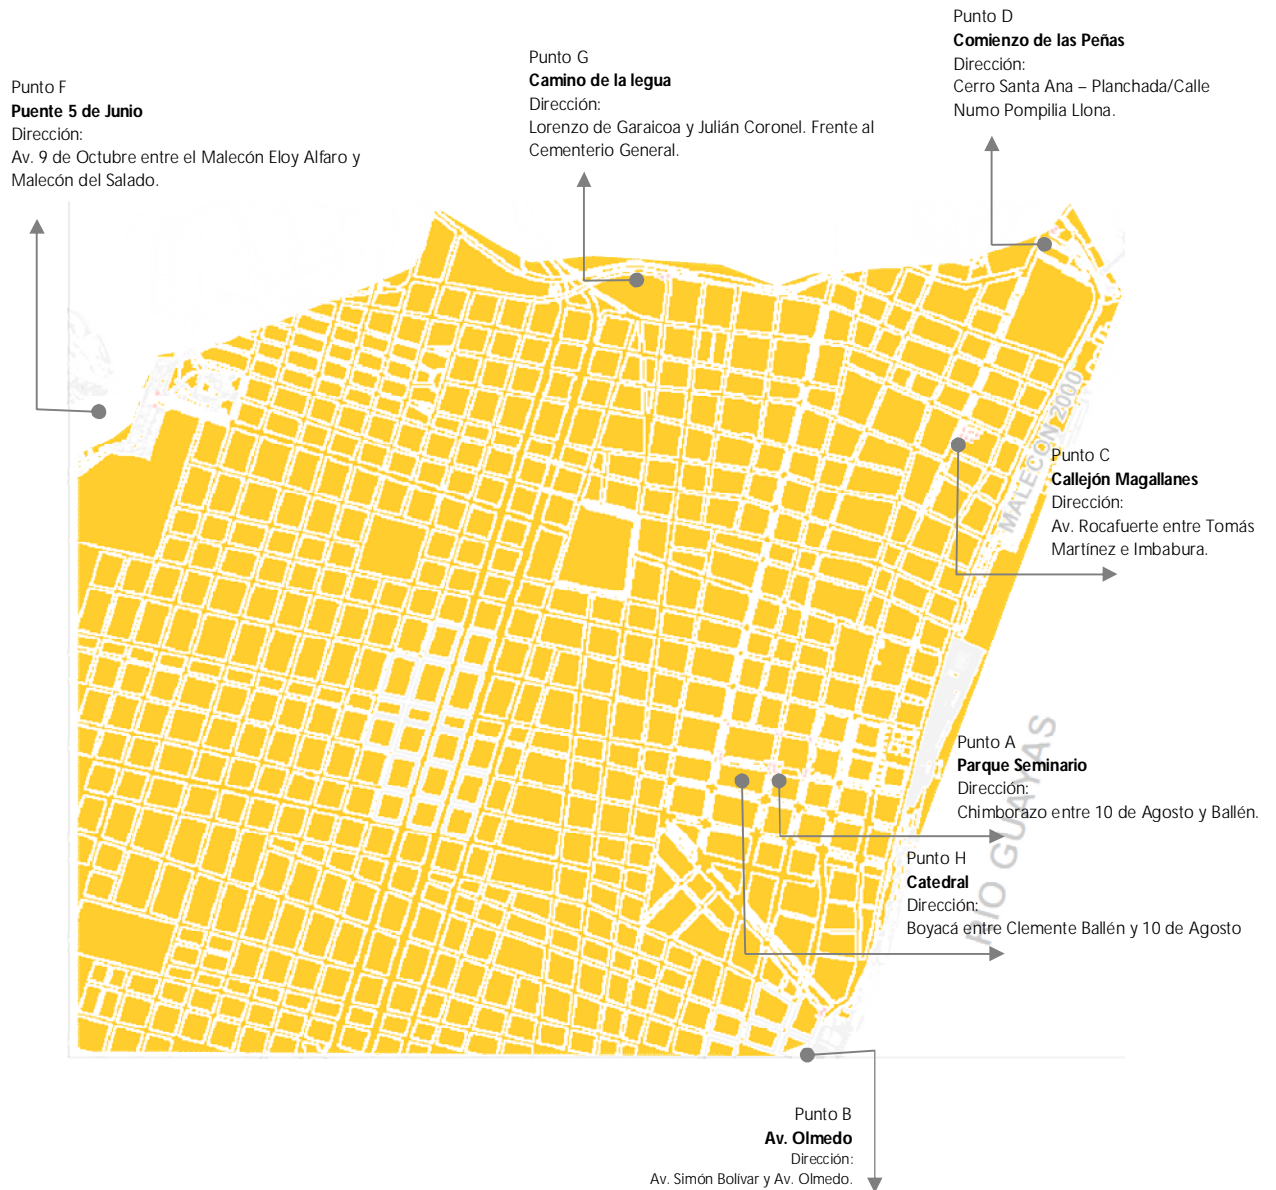 Punto D
Comienzo de las Peñas
Dirección:
Cerro Santa Ana – Planchada/Calle
Numo Pompilia Llona.
Punto G
Camino de la legua
Dirección:
Lorenzo de Garaicoa y Julián Coronel. Frente al
Cementerio General.
Punto F
Puente 5 de Junio
Dirección:
Av. 9 de Octubre entre el Malecón Eloy Alfaro y
Malecón del Salado.
MALECON 2000
Punto C
Callejón Magallanes
Dirección:
Av. Rocafuerte entre Tomás
Martínez e Imbabura.
RIO GUAYAS
Punto A
Parque Seminario
Dirección:
Chimborazo entre 10 de Agosto y Ballén.
Punto H
Catedral
Dirección:
Boyacá entre Clemente Ballén y 10 de Agosto
Punto B
Av. Olmedo
Dirección:
Av. Simón Bolívar y Av. Olmedo.